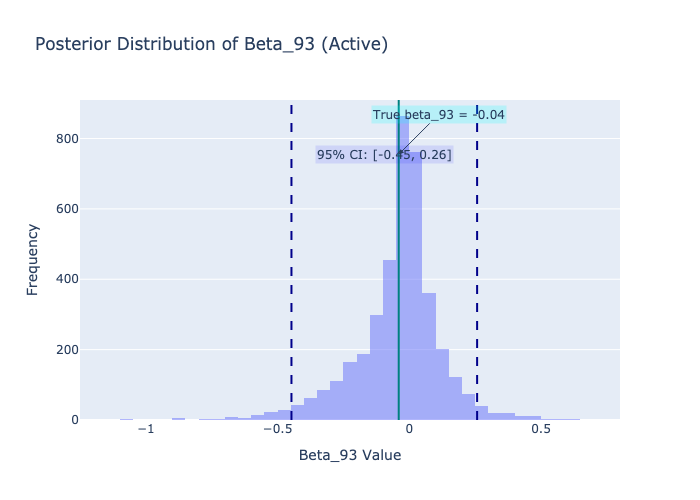 Posterior Distribution of Beta_93 (Active)
True beta_93 = -0.04
95% CI: [-0.45, 0.26]
800
600
400
200
0
Frequency
−1
−0.5
0
0.5
Beta_93 Value